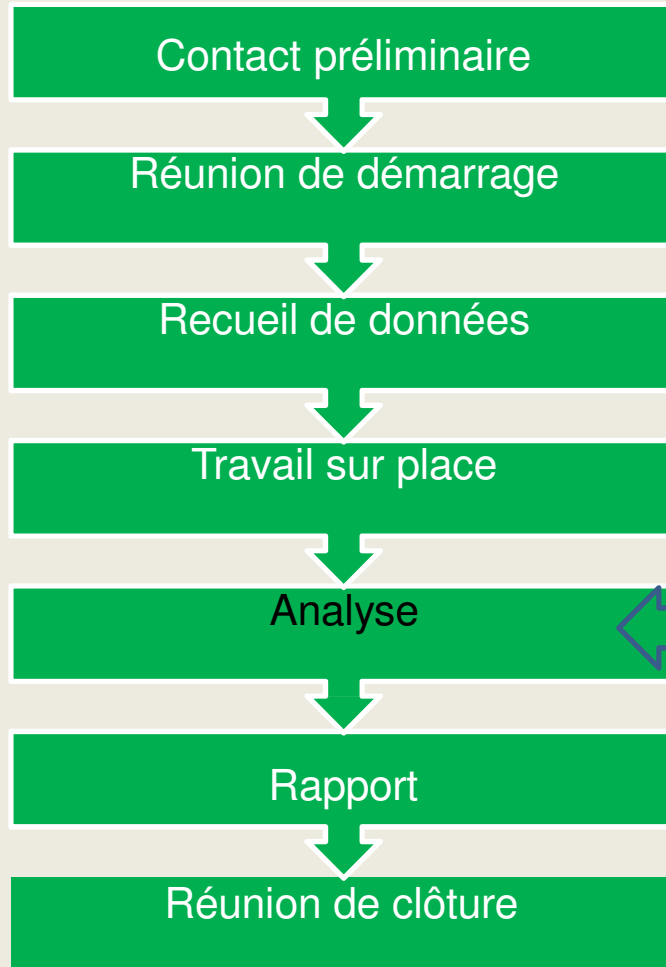 Contact préliminaire
Réunion de démarrage
Recueil de données
Travail sur place
Analyse
Rapport
Réunion de clôture